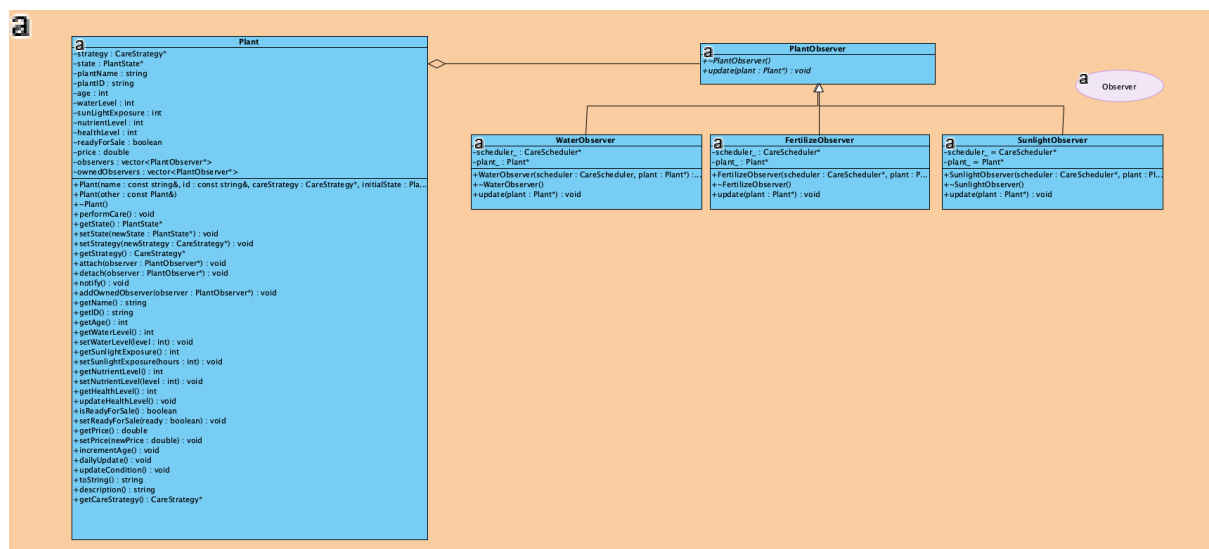 a
a
Plant
-strategy : CareStrategy*
-state : PlantState*
-plantName : string
-plantID : string
-age : int
-waterLevel : int
-sunLightExposure : int
-nutrientLevel : int
-healthLevel : int
-readyForSale : boolean
-price : double
-observers : vector<PlantObserver*>
-ownedObservers : vector<PlantObserver*>
+Plant(name : const string&, id : const string&, careStrategy : CareStrategy*, initialState : Pla...
+Plant(other : const Plant&)
+~Plant()
+performCare() : void
+getState() : PlantState*
+setState(newState : PlantState*) : void
+setStrategy(newStrategy : CareStrategy*) : void
+getStrategy() : CareStrategy*
+attach(observer : PlantObserver*) : void
+detach(observer : PlantObserver*) : void
+notify() : void
+addOwnedObserver(observer : PlantObserver*) : void
+getName() : string
+getID() : string
+getAge() : int
+getWaterLevel() : int
+setWaterLevel(level : int) : void
+getSunlightExposure() : int
+setSunlightExposure(hours : int) : void
+getNutrientLevel() : int
+setNutrientLevel(level : int) : void
+getHealthLevel() : int
+updateHealthLevel() : void
+isReadyForSale() : boolean
+setReadyForSale(ready : boolean) : void
+getPrice() : double
+setPrice(newPrice : double) : void
+incrementAge() : void
+dailyUpdate() : void
+updateCondition() : void
+toString() : string
+description() : string
+getCareStrategy() : CareStrategy*
a
PlantObserver
+~PlantObserver()
+update(plant : Plant*) : void
a
Observer
a
WaterObserver
-scheduler_ : CareScheduler*
-plant_ : Plant*
+WaterObserver(scheduler : CareScheduler, plant : Plant*) :...
+~WaterObserver()
+update(plant : Plant*) : void
a
FertilizeObserver
-scheduler_ : CareScheduler*
-plant_ : Plant*
+FertilizeObserver(scheduler : CareScheduler*, plant : P...
+~FertilizeObserver()
+update(plant : Plant*) : void
a
SunlightObserver
-scheduler_ = CareScheduler*
-plant_ = Plant*
+SunlightObserver(scheduler : CareScheduler*, plant : Pl...
+~SunlightObserver()
+update(plant : Plant*) : void